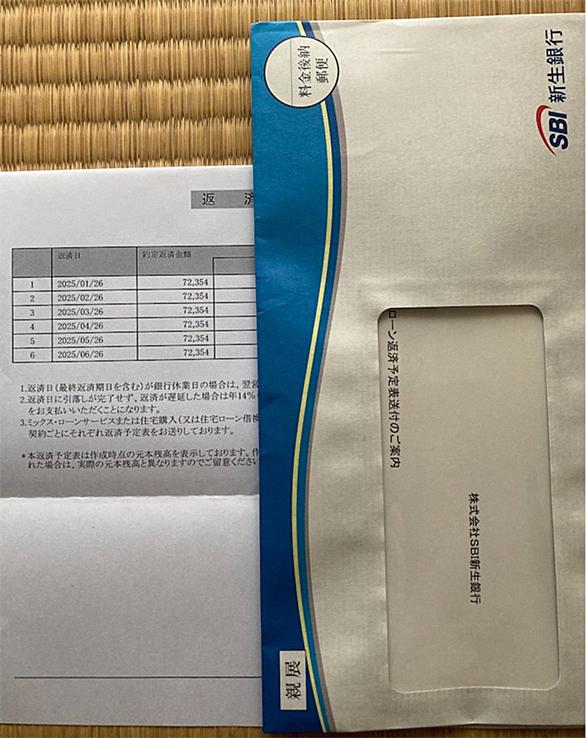 返 済
返済日 約定返済金額
1 2025/01/26 72,354
2 2025/02/26 72,354
3 2025/03/26 72,354
4 2025/04/26 72,354
5 2025/05/26 72,354
6 2025/06/26 72,354
1.返済日(最終返済期日を含む)が銀行休業日の場合は、翌営
2.返済日に引落しが完了せず、返済が遅延した場合は年14%
をお支払いいただくことになります。
3.ミックス・ローンサービスまたは住宅購入(又は住宅ローン借換
契約ごとにそれぞれ返済予定表をお送りしております。
*本返済予定表は作成時点の元本残高を表示しております。作
れた場合は、実際の元本残高と異なりますのでご留意ください
料金後納
郵便
SBI 新生銀行
ローン返済予定表送付のご案内
株式会社SBI新生銀行
親展